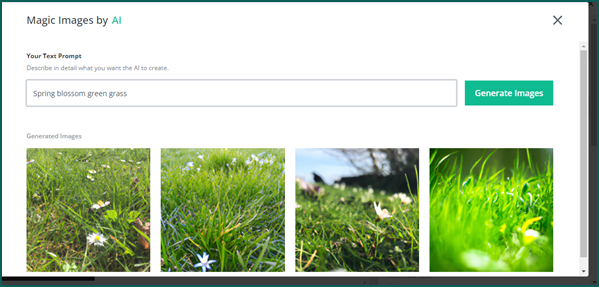 Magic Images by AI
Your Text Prompt
Describe in detail what you want the AI to create.
Spring blossom green grass
Generate Images
Generated Images